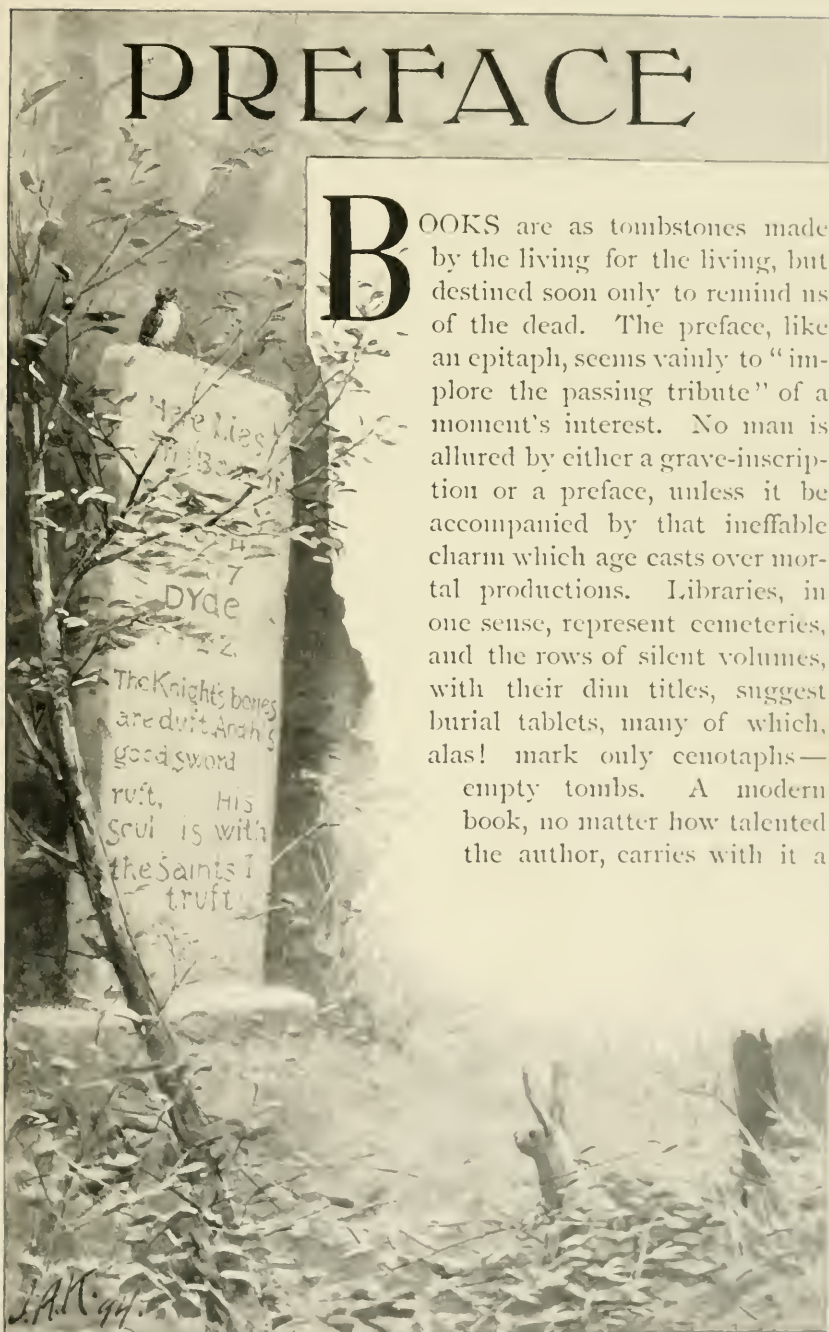 PREFACE
BOOKS are as tombstones made
by the living for the living, but
destined soon only to remind us
of the dead. The preface, like
an epitaph, seems vainly to “ im-
plore the passing tribute” of a
moment's interest. No man is
allured by either a grave-inscrip-
tion or a preface, unless it be
accompanied by that ineffable
charm which age casts over mor-
tal productions. Libraries, in
one sense, represent cemeteries,
and the rows of silent volumes,
with their dim titles, suggest
burial tablets, many of which,
alas! mark only cenotaphs—
empty tombs. A modern
book, no matter how talented
the author, carries with it a
Here Lies
4
7
DYde
2.
The Knight's bones
are duſt And his
good sword
ruſt, His
Soul is with
the Saints I
truſt
J.A.K. 94.